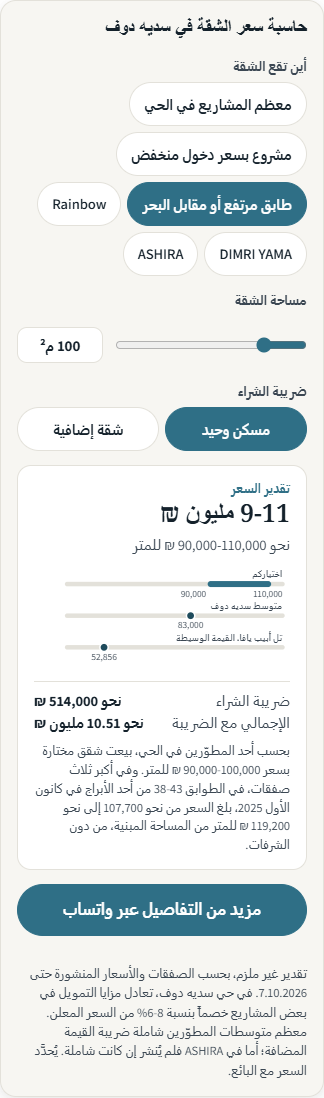 حاسبة سعر الشقة في سديه دوف
أين تقع الشقة
معظم المشاريع في الحي
مشروع بسعر دخول منخفض
طابق مرتفع أو مقابل البحر
Rainbow
DIMRI YAMA
ASHIRA
مساحة الشقة
100 م²
ضريبة الشراء
مسكن وحيد
شقة إضافية
تقدير السعر
9-11 مليون ₪
نحو 90,000-110,000 ₪ للمتر
اختياركم
90,000
110,000
متوسط سديه دوف
83,000
تل أبيب يافا، القيمة الوسيطة
52,856
ضريبة الشراء
نحو 514,000 ₪
الإجمالي مع الضريبة
نحو 10.51 مليون ₪
بحسب أحد المطوّرين في الحي، بيعت شقق مختارة
بسعر 90,000-100,000 ₪ للمتر. وفي أكبر ثلاث
صفقات، في الطوابق 38-43 من أحد الأبراج في كانون
الأول 2025، بلغ السعر من نحو 107,700 إلى نحو
119,200 ₪ للمتر من المساحة المبنية، من دون
الشرفات.
مزيد من التفاصيل عبر واتساب
تقدير غير ملزم، بحسب الصفقات والأسعار المنشورة حتى
7.10.2026. في حي سديه دوف، تعادل مزايا التمويل في
بعض المشاريع خصماً بنسبة 6-8% من السعر المعلن.
معظم متوسطات المطوّرين شاملة ضريبة القيمة
المضافة؛ أما في ASHIRA فلم يُنشر إن كانت شاملة. يُحدَّد
السعر مع البائع.